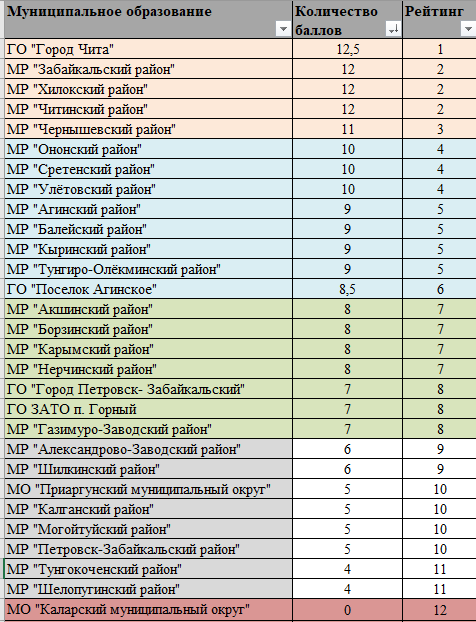 Муниципальное образование Количество баллов Рейтинг
ГО "Город Чита" 12,5 1
МР "Забайкальский район" 12 2
МР "Хилокский район" 12 2
МР "Читинский район" 12 2
МР "Чернышевский район" 11 3
МР "Ононский район" 10 4
МР "Сретенский район" 10 4
МР "Улётовский район" 10 4
МР "Агинский район" 9 5
МР "Балейский район" 9 5
МР "Кыринский район" 9 5
МР "Тунгиро-Олёкминский район" 9 5
ГО "Поселок Агинское" 8,5 6
МР "Акшинский район" 8 7
МР "Борзинский район" 8 7
МР "Карымский район" 8 7
МР "Нерчинский район" 8 7
ГО "Город Петровск- Забайкальский" 7 8
ГО ЗАТО п. Горный 7 8
МР "Газимуро-Заводский район" 7 8
МР "Александрово-Заводский район" 6 9
МР "Шилкинский район" 6 9
МО "Приаргунский муниципальный округ" 5 10
МР "Калганский район" 5 10
МР "Могойтуйский район" 5 10
МР "Петровск-Забайкальский район" 5 10
МР "Тунгокоченский район" 4 11
МР "Шелопугинский район" 4 11
МО "Каларский муниципальный округ" 0 12